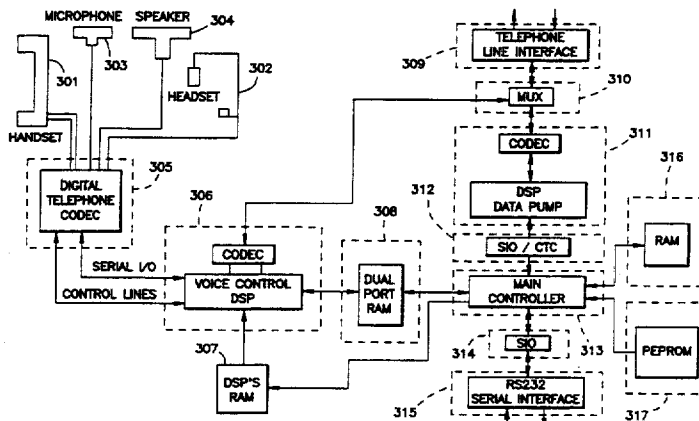 MICROPHONE
SPEAKER
304
303
301
302
HEADSET
HANDSET
305
DIGITAL
TELEPHONE
CODEC
SERIAL I/O
CONTROL LINES
306
CODEC
VOICE CONTROL
DSP
307
DSP'S
RAM
308
DUAL
PORT
RAM
309
TELEPHONE
LINE INTERFACE
310
MUX
311
CODEC
DSP
DATA PUMP
312
SIO / CTC
MAIN
CONTROLLER
313
314
SIO
315
RS232
SERIAL INTERFACE
316
RAM
PEPROM
317